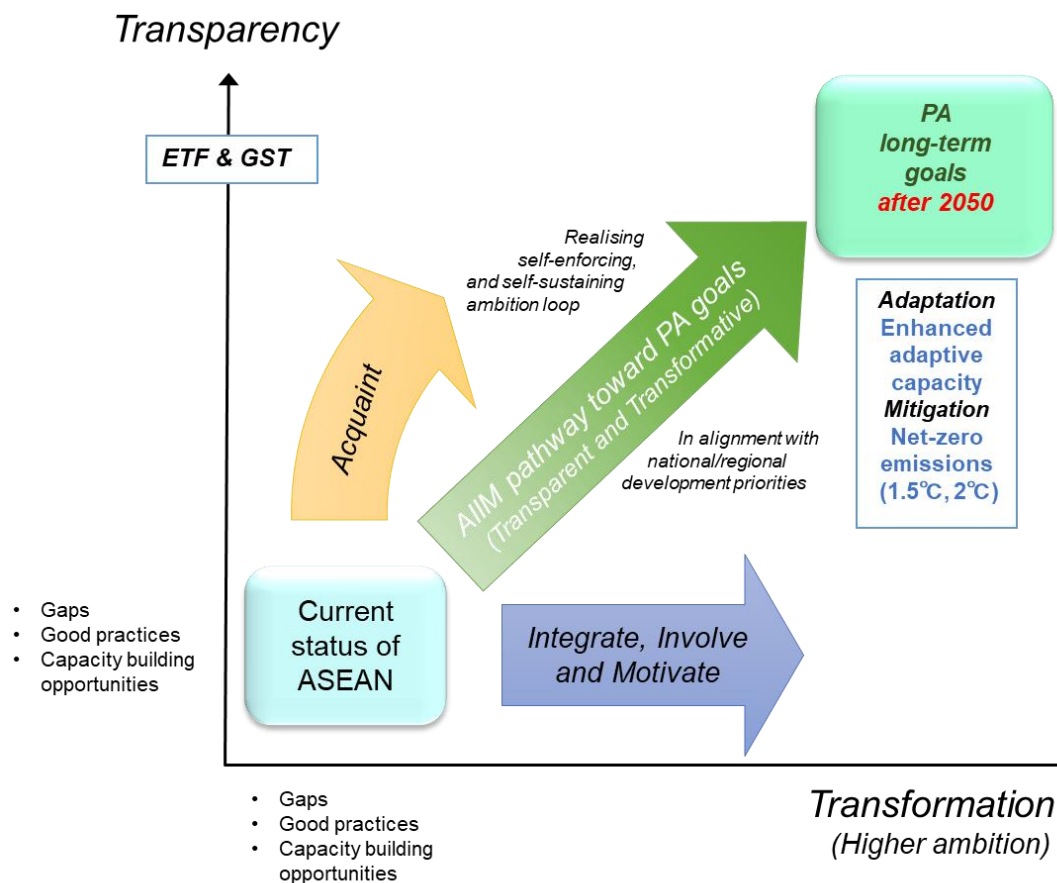 Transparency
ETF & GST
PA
long-term
goals
after 2050
Realising
self-enforcing,
and self-sustaining
ambition loop
Acquaint
AIIM pathway toward PA goals
(Transparent and Transformative)
In alignment with
national/regional
development priorities
Adaptation
Enhanced
adaptive
capacity
Mitigation
Net-zero
emissions
(1.5℃, 2℃)
• Gaps
• Good practices
• Capacity building
opportunities
Current
status of
ASEAN
Integrate, Involve
and Motivate
• Gaps
• Good practices
• Capacity building
opportunities
Transformation
(Higher ambition)